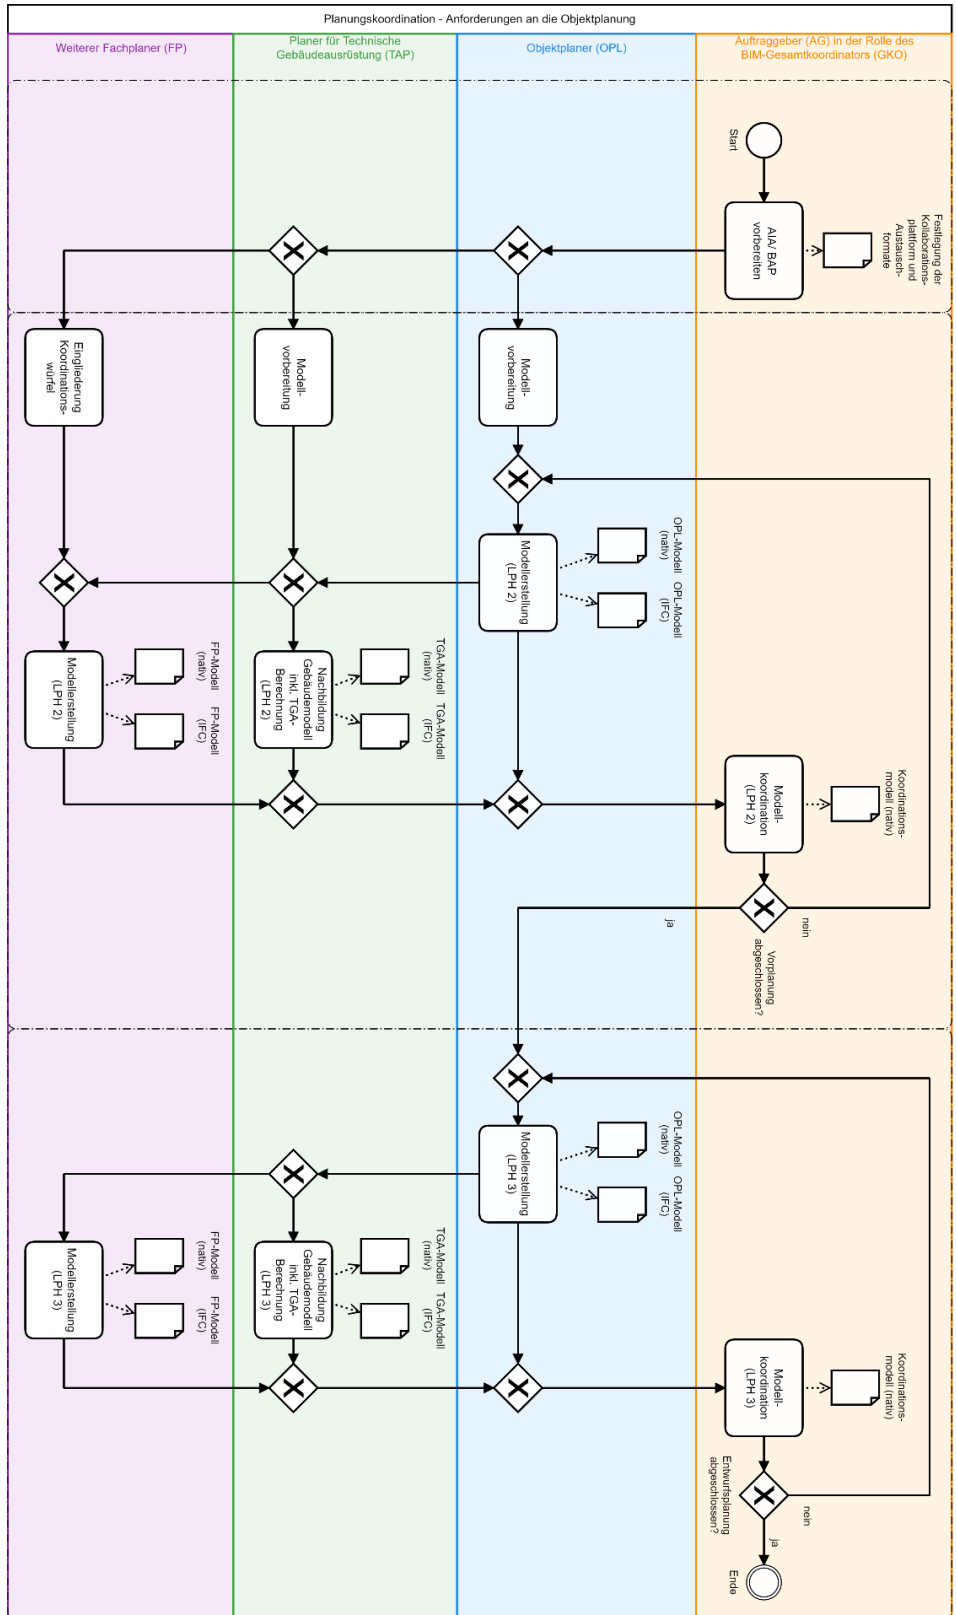 Planungskoordination - Anforderungen an die Objektplanung
Weiterer Fachplaner (FP)
Planer für Technische
Gebäudeausrüstung (TAP)
Objektplaner (OPL)
Auftraggeber (AG) in der Rolle des
BIM-Gesamtkoordinators (GKO)
Start
AIA/ BAP
vorbereiten
Festlegung der
Kollaborations-
plattform und
Austausch-
formate
Eingliederung
Koordinations-
würfel
Modell-
vorbereitung
Modell-
vorbereitung
Modellerstellung
(LPH 2)
OPL-Modell
(nativ)
OPL-Modell
(IFC)
Modellerstellung
(LPH 2)
FP-Modell
(nativ)
FP-Modell
(IFC)
Nachbildung
Gebäudemodell
inkl. TGA-
Berechnung
(LPH 2)
TGA-Modell
(nativ)
TGA-Modell
(IFC)
Modell-
koordination
(LPH 2)
Koordinations-
modell (nativ)
nein
ja
Vorplanung
abgeschlossen?
Modellerstellung
(LPH 3)
OPL-Modell
(nativ)
OPL-Modell
(IFC)
Modellerstellung
(LPH 3)
FP-Modell
(nativ)
FP-Modell
(IFC)
Nachbildung
Gebäudemodell
inkl. TGA-
Berechnung
(LPH 3)
TGA-Modell
(nativ)
TGA-Modell
(IFC)
Modell-
koordination
(LPH 3)
Koordinations-
modell (nativ)
Entwurfsplanung
abgeschlossen?
nein
ja
Ende